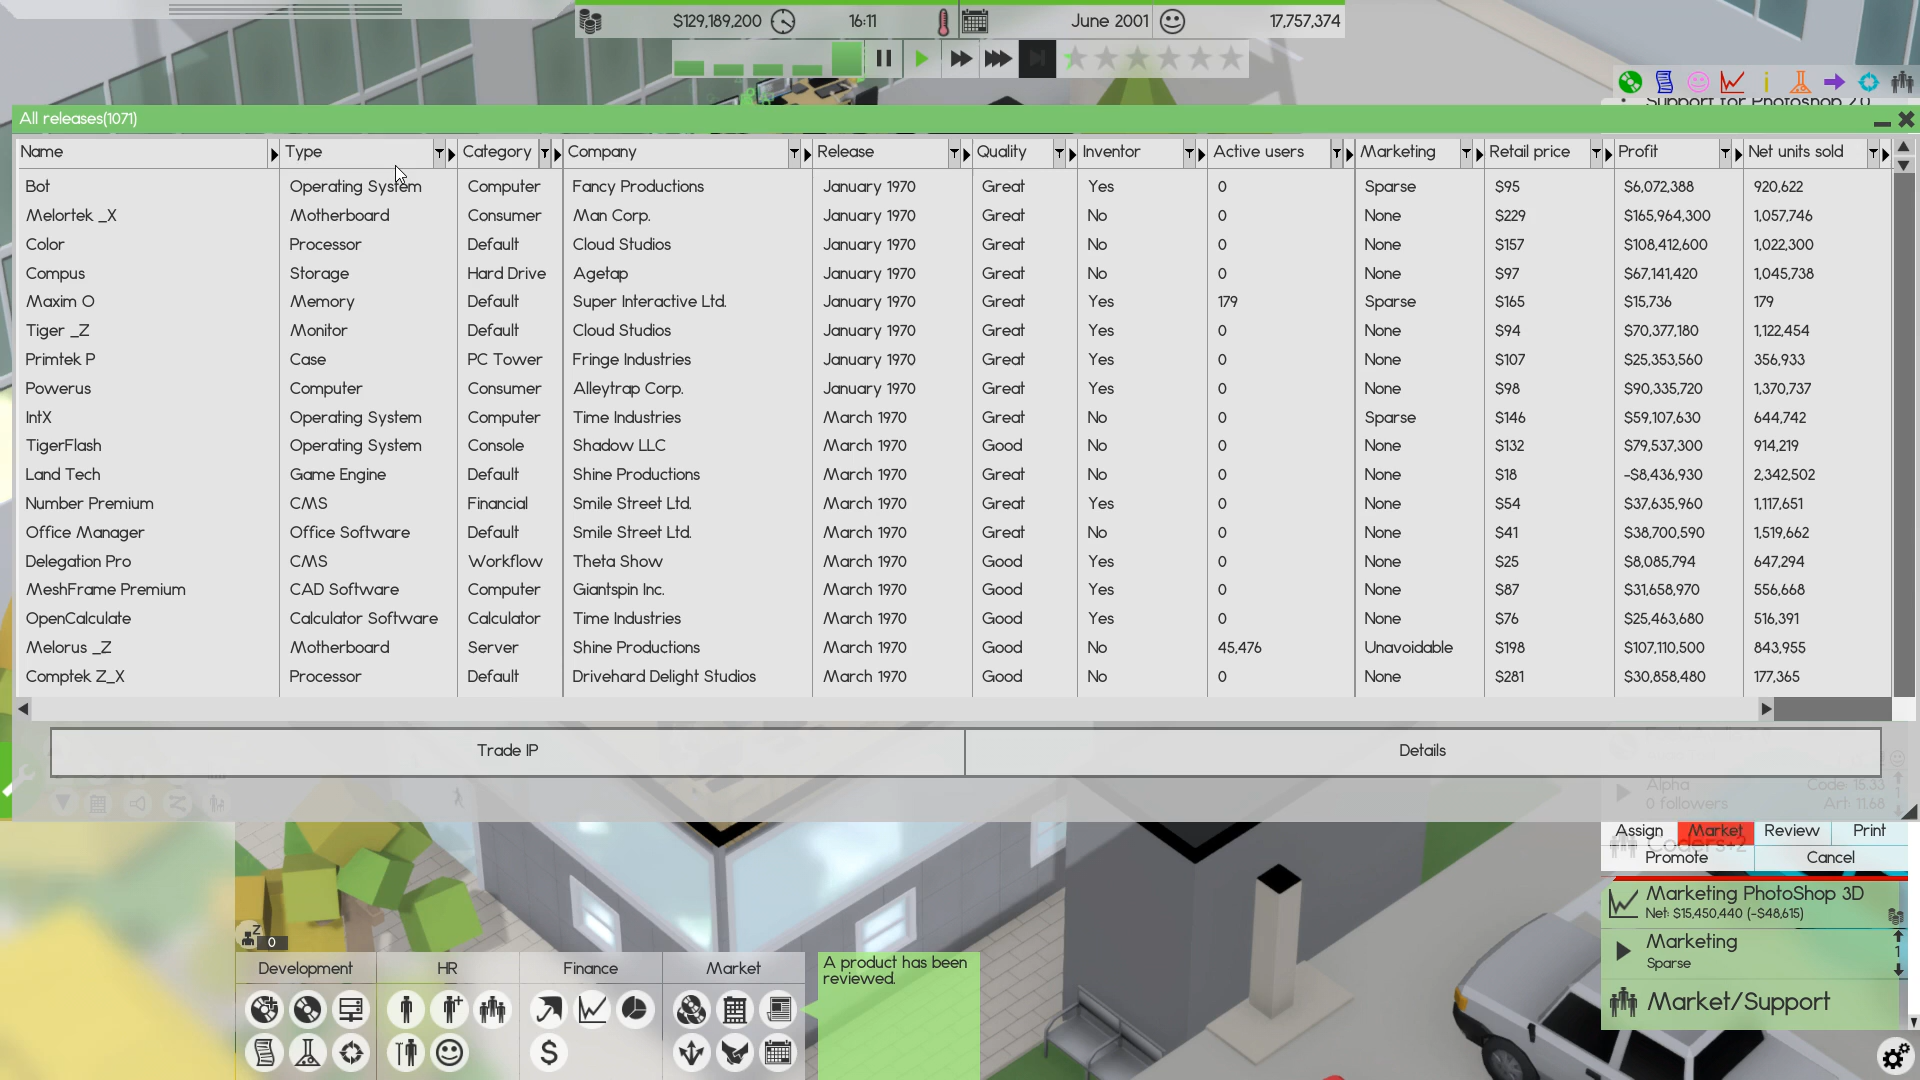 $129,189,200 16:11 June 2001 17,757,374
Support for Photoshop 2.0
All releases(1071)
Name Type Category Company Release Quality Inventor Active users Marketing Retail price Profit Net units sold
Bot Operating System Computer Fancy Productions January 1970 Great Yes 0 Sparse $95 $6,072,388 920,622
Melortek _X Motherboard Consumer Man Corp. January 1970 Great No 0 None $229 $165,964,300 1,057,746
Color Processor Default Cloud Studios January 1970 Great No 0 None $157 $108,412,600 1,022,300
Compus Storage Hard Drive Agetap January 1970 Great No 0 None $97 $67,141,420 1,045,738
Maxim O Memory Default Super Interactive Ltd. January 1970 Great Yes 179 Sparse $165 $15,736 179
Tiger _Z Monitor Default Cloud Studios January 1970 Great Yes 0 None $94 $70,377,180 1,122,454
Primtek P Case PC Tower Fringe Industries January 1970 Great Yes 0 None $107 $25,353,560 356,933
Powerus Computer Consumer Alleytrap Corp. January 1970 Great Yes 0 None $98 $90,335,720 1,370,737
IntX Operating System Computer Time Industries March 1970 Great No 0 Sparse $146 $59,107,630 644,742
TigerFlash Operating System Console Shadow LLC March 1970 Good No 0 None $132 $79,537,300 914,219
Land Tech Game Engine Default Shine Productions March 1970 Great No 0 None $18 -$8,436,930 2,342,502
Number Premium CMS Financial Smile Street Ltd. March 1970 Great Yes 0 None $54 $37,635,960 1,117,651
Office Manager Office Software Default Smile Street Ltd. March 1970 Great No 0 None $41 $38,700,590 1,519,662
Delegation Pro CMS Workflow Theta Show March 1970 Good Yes 0 None $25 $8,085,794 647,294
MeshFrame Premium CAD Software Computer Giantspin Inc. March 1970 Good Yes 0 None $87 $31,658,970 556,668
OpenCalculate Calculator Software Calculator Time Industries March 1970 Good Yes 0 None $76 $25,463,680 516,391
Melorus _Z Motherboard Server Shine Productions March 1970 Good No 45,476 Unavoidable $198 $107,110,500 843,955
Comptek Z_X Processor Default Drivehard Delight Studios March 1970 Good No 0 None $281 $30,858,480 177,365
Trade IP Details
Alpha Code: 15.33
0 followers Art: 11.68
Assign Market Review Print
Coders+2
Promote Cancel
Marketing PhotoShop 3D
Net: $15,450,440 (-$48,615)
Marketing 1
Sparse
Market/Support
Z 0
Development HR Finance Market
A product has been
reviewed.